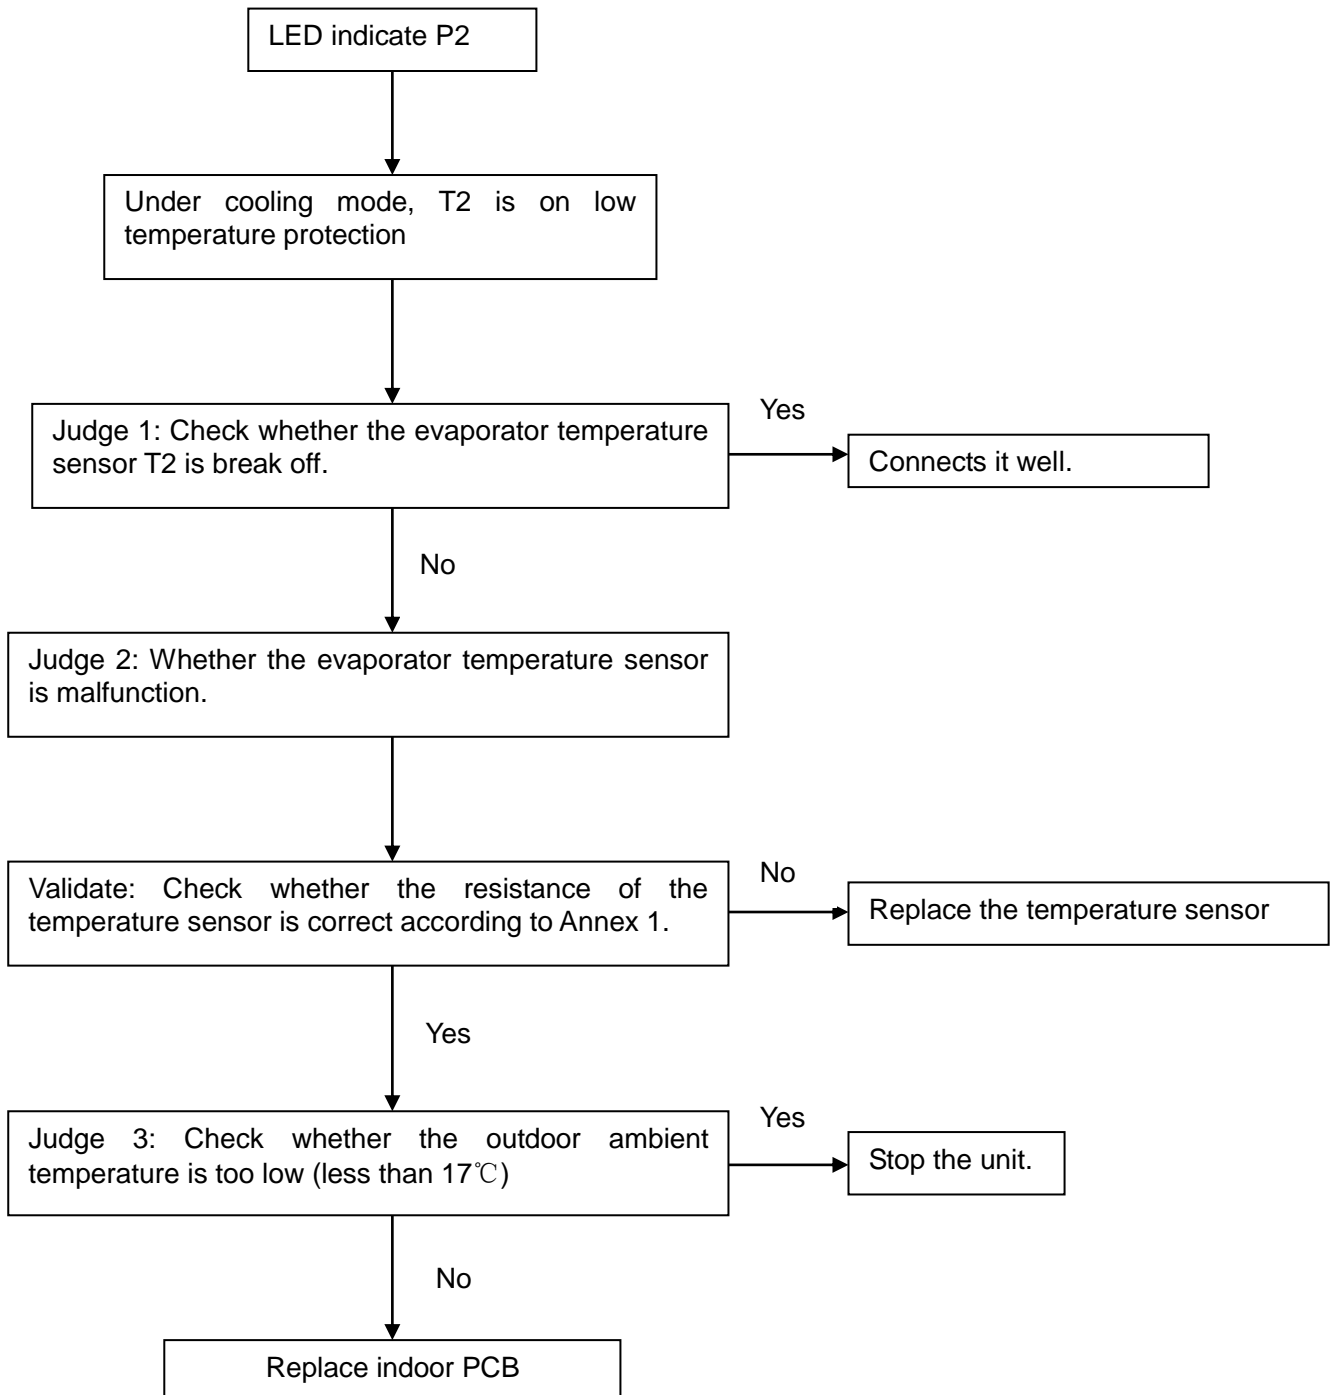 LED indicate P2
Under cooling mode, T2 is on low
temperature protection
Judge 1: Check whether the evaporator temperature
sensor T2 is break off.
Yes
Connects it well.
No
Judge 2: Whether the evaporator temperature sensor
is malfunction.
Validate: Check whether the resistance of the
temperature sensor is correct according to Annex 1.
No
Replace the temperature sensor
Yes
Judge 3: Check whether the outdoor ambient
temperature is too low (less than 17℃)
Yes
Stop the unit.
No
Replace indoor PCB